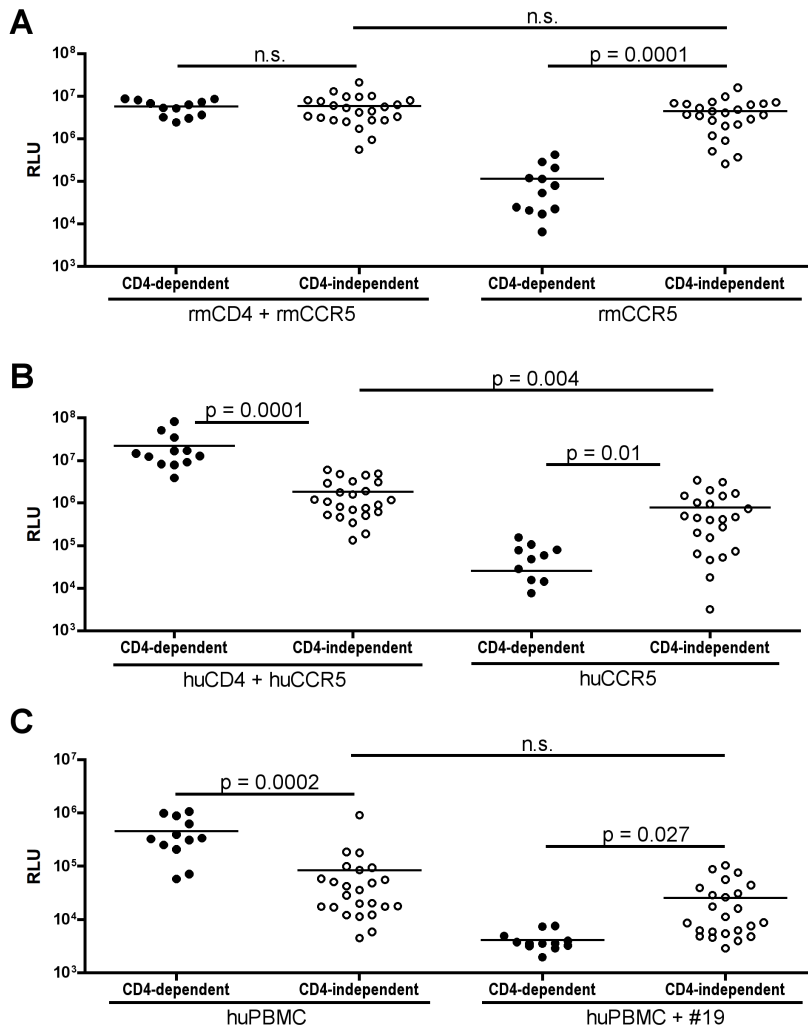 A
n.s.
n.s.
p = 0.0001
10⁸
10⁷
10⁶
10⁵
10⁴
10³
RLU
CD4-dependent CD4-independent CD4-dependent CD4-independent
rmCD4 + rmCCR5 rmCCR5
B
p = 0.004
p = 0.0001
p = 0.01
10⁸
10⁷
10⁶
10⁵
10⁴
10³
RLU
CD4-dependent CD4-independent CD4-dependent CD4-independent
huCD4 + huCCR5 huCCR5
C
n.s.
p = 0.0002
p = 0.027
10⁷
10⁶
10⁵
10⁴
10³
RLU
CD4-dependent CD4-independent CD4-dependent CD4-independent
huPBMC huPBMC + #19